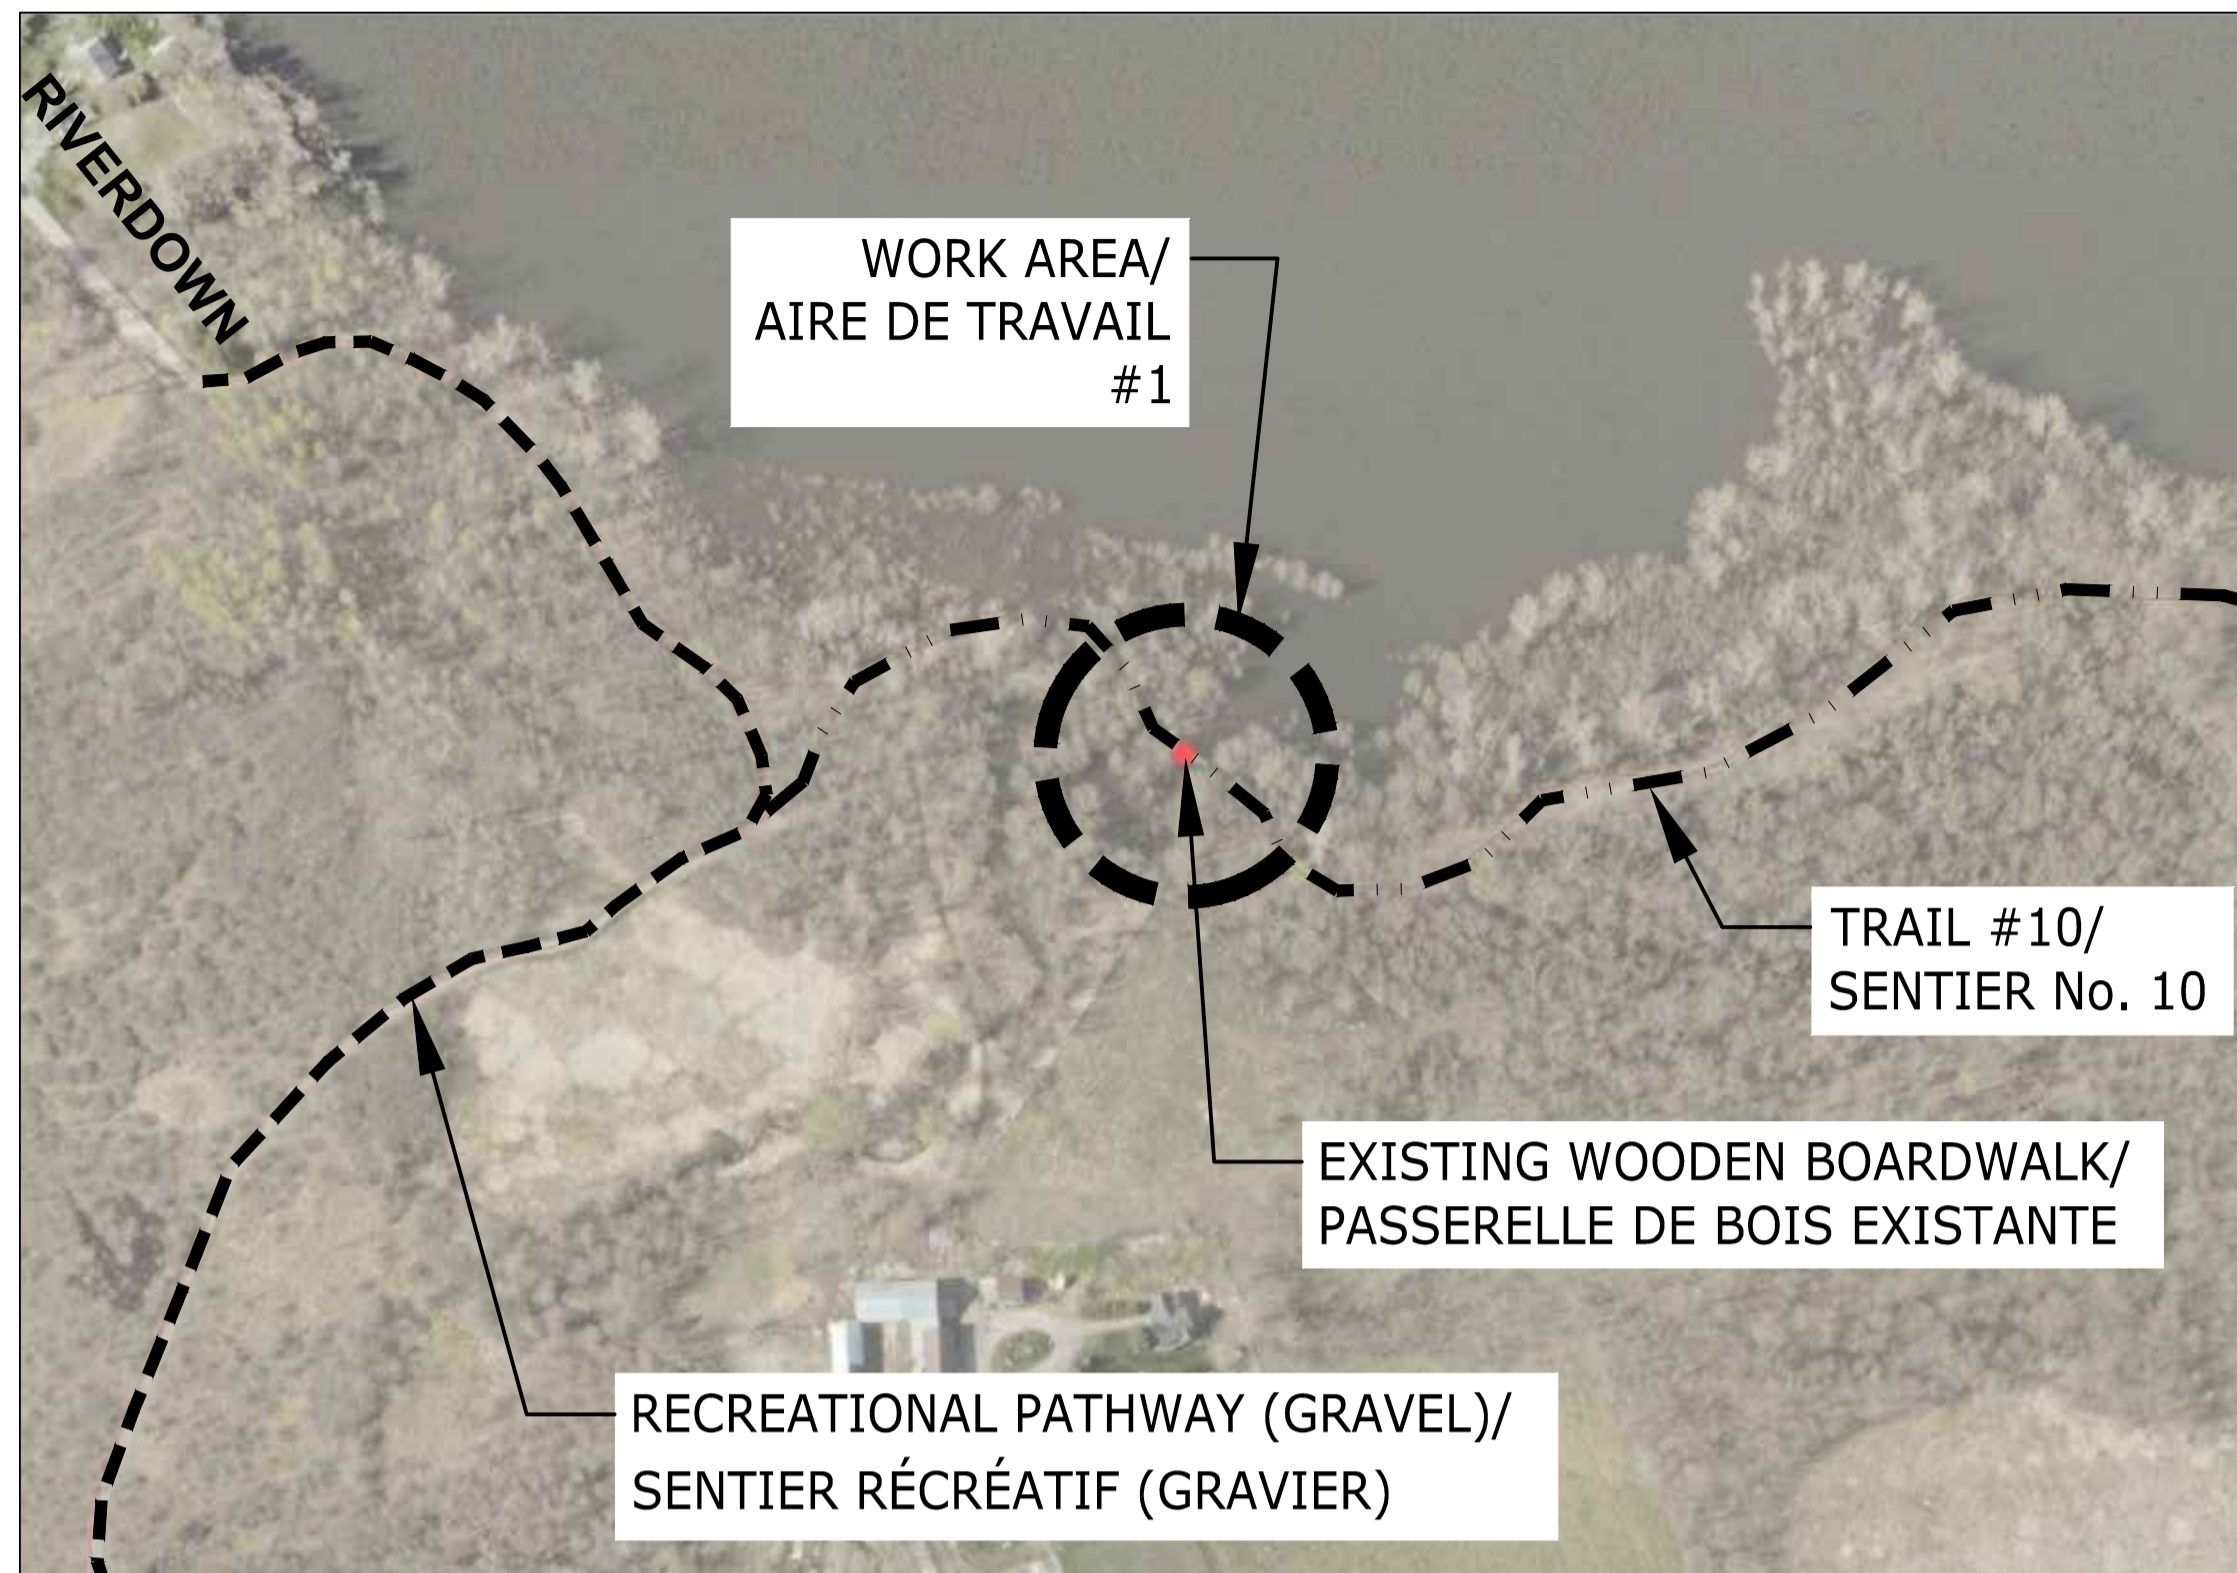 RIVERDOWN
WORK AREA/
AIRE DE TRAVAIL
#1
TRAIL #10/
SENTIER No. 10
EXISTING WOODEN BOARDWALK/
PASSERELLE DE BOIS EXISTANTE
RECREATIONAL PATHWAY (GRAVEL)/
SENTIER RÉCRÉATIF (GRAVIER)